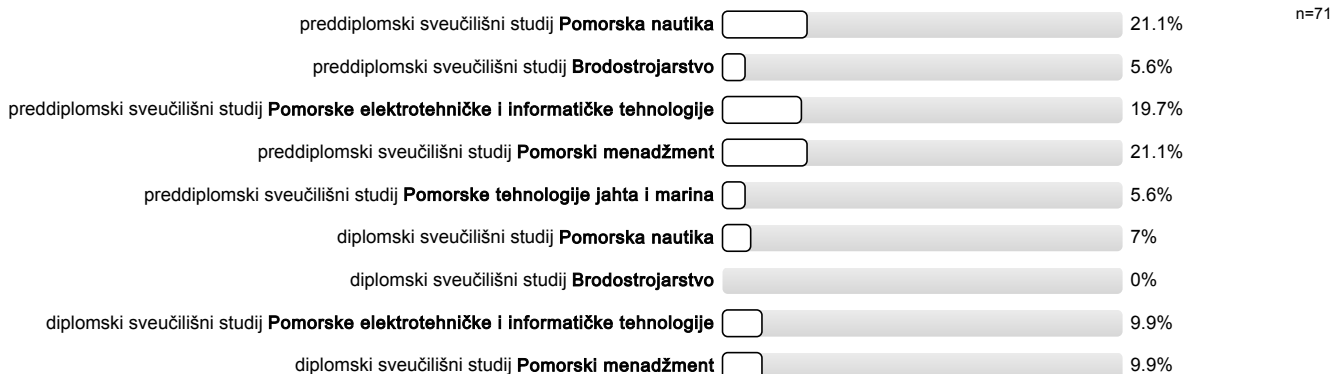 n=71
preddiplomski sveučilišni studij Pomorska nautika 21.1%
preddiplomski sveučilišni studij Brodostrojarstvo 5.6%
preddiplomski sveučilišni studij Pomorske elektrotehničke i informatičke tehnologije 19.7%
preddiplomski sveučilišni studij Pomorski menadžment 21.1%
preddiplomski sveučilišni studij Pomorske tehnologije jahta i marina 5.6%
diplomski sveučilišni studij Pomorska nautika 7%
diplomski sveučilišni studij Brodostrojarstvo 0%
diplomski sveučilišni studij Pomorske elektrotehničke i informatičke tehnologije 9.9%
diplomski sveučilišni studij Pomorski menadžment 9.9%